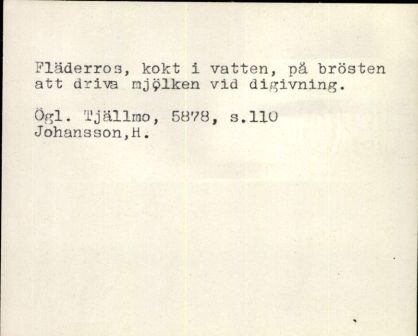 Fläderros, kokt i vatten, på brösten
att driva mjölken vid digivning.
Ögl. Tjällmo, 5878, s.110
Johansson,H.